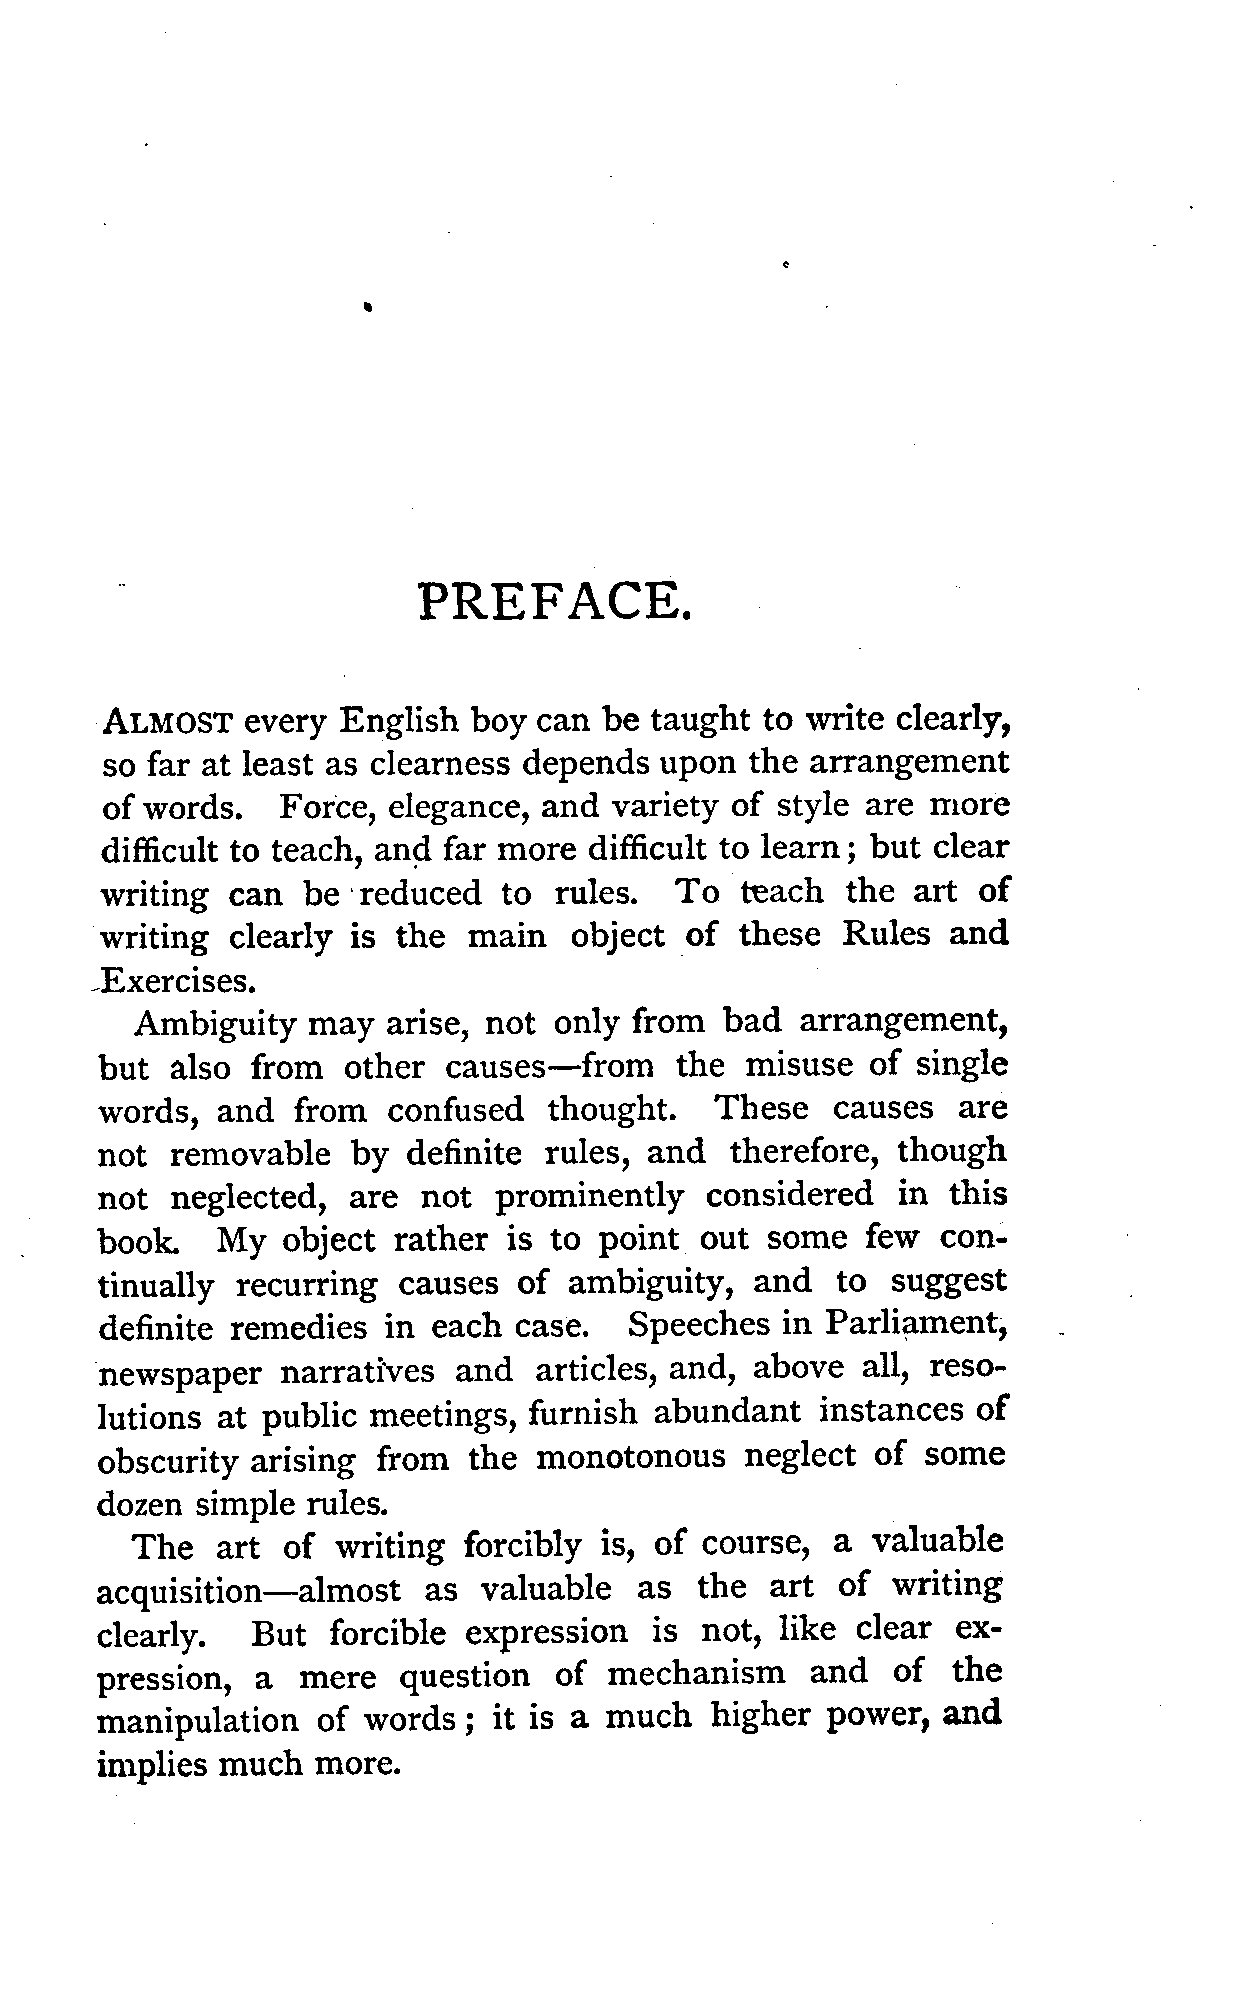 PREFACE.
ALMOST every English boy can be taught to write clearly,
so far at least as clearness depends upon the arrangement
of words. Force, elegance, and variety of style are more
difficult to teach, and far more difficult to learn; but clear
writing can be reduced to rules. To teach the art of
writing clearly is the main object of these Rules and
Exercises.
Ambiguity may arise, not only from bad arrangement,
but also from other causes—from the misuse of single
words, and from confused thought. These causes are
not removable by definite rules, and therefore, though
not neglected, are not prominently considered in this
book. My object rather is to point out some few con-
tinually recurring causes of ambiguity, and to suggest
definite remedies in each case. Speeches in Parliament,
newspaper narratives and articles, and, above all, reso-
lutions at public meetings, furnish abundant instances of
obscurity arising from the monotonous neglect of some
dozen simple rules.
The art of writing forcibly is, of course, a valuable
acquisition—almost as valuable as the art of writing
clearly. But forcible expression is not, like clear ex-
pression, a mere question of mechanism and of the
manipulation of words; it is a much higher power, and
implies much more.